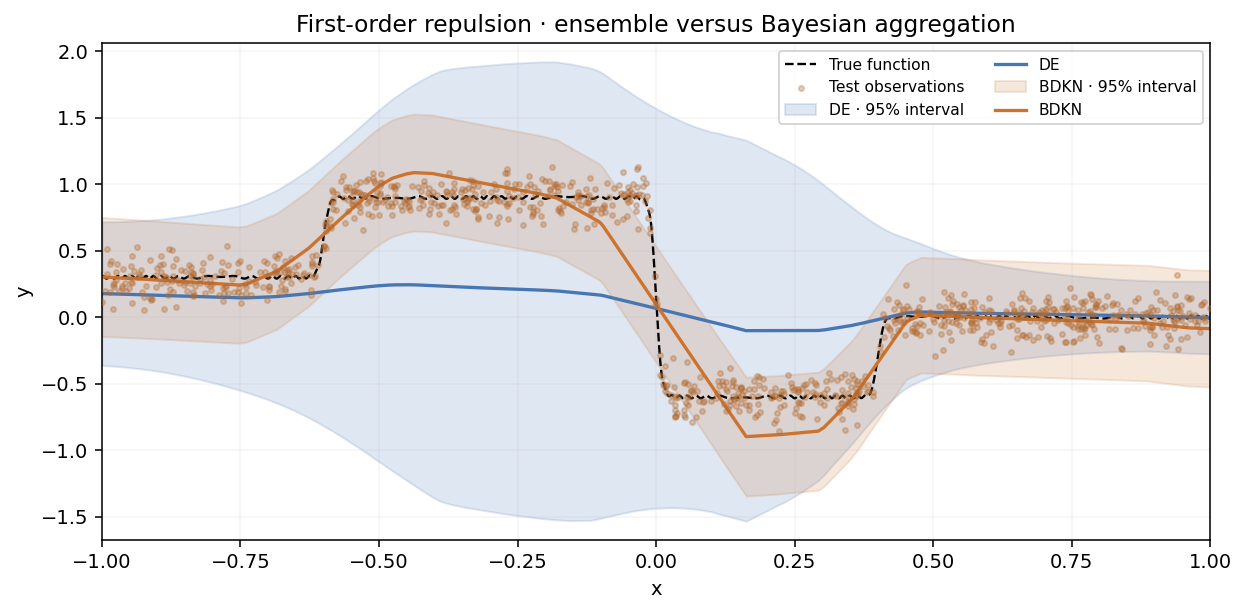 First-order repulsion · ensemble versus Bayesian aggregation
True function
Test observations
DE · 95% interval
DE
BDKN · 95% interval
BDKN
y
2.0
1.5
1.0
0.5
0.0
−0.5
−1.0
−1.5
−1.00 −0.75 −0.50 −0.25 0.00 0.25 0.50 0.75 1.00
x